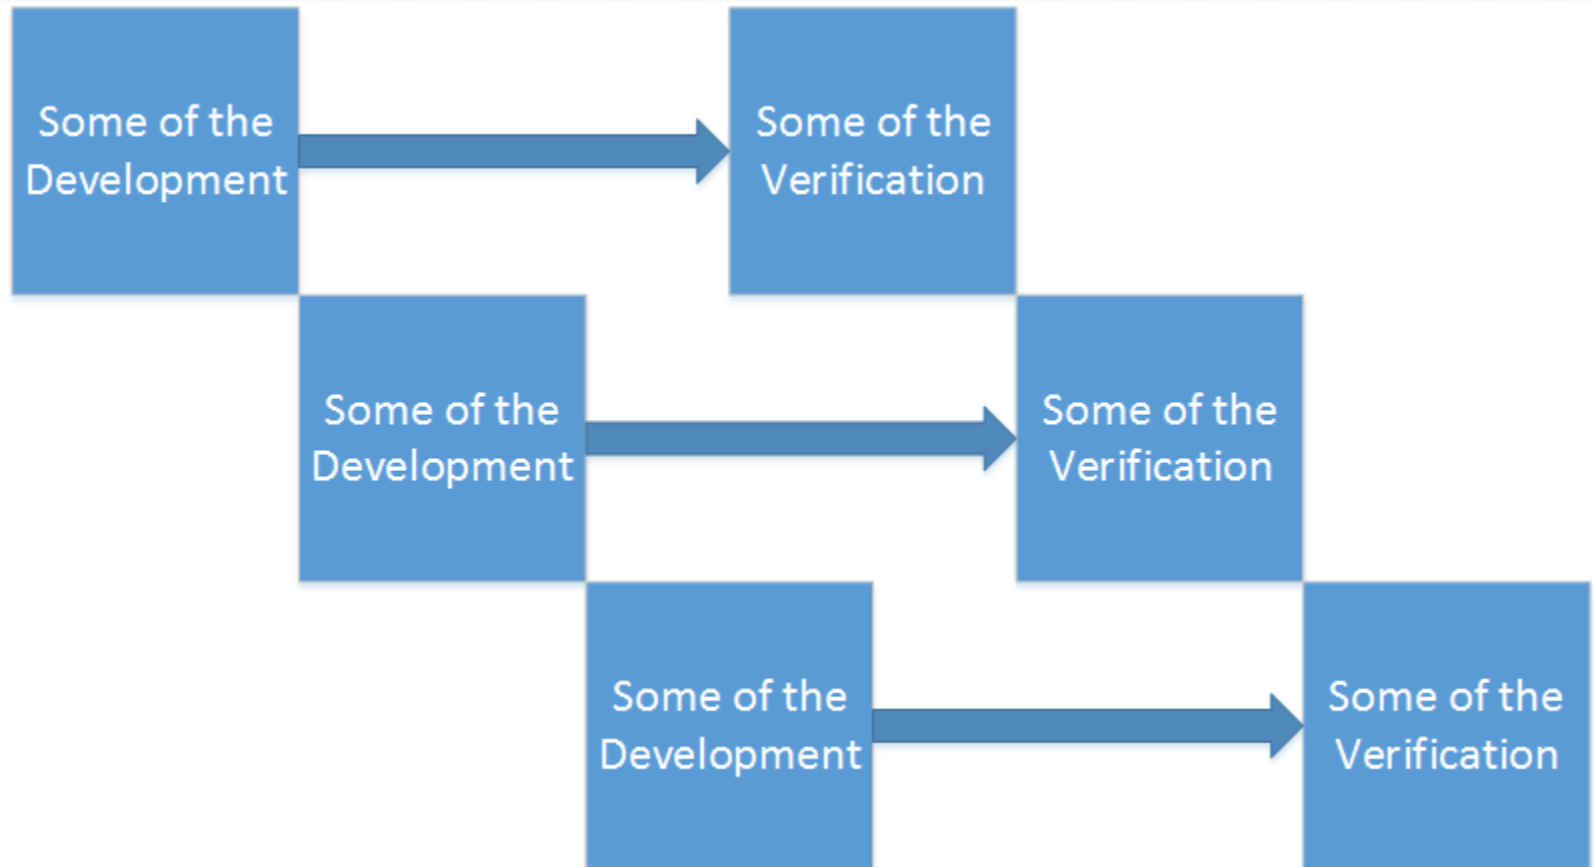 Some of the
Development
Some of the
Verification
Some of the
Development
Some of the
Verification
Some of the
Development
Some of the
Verification